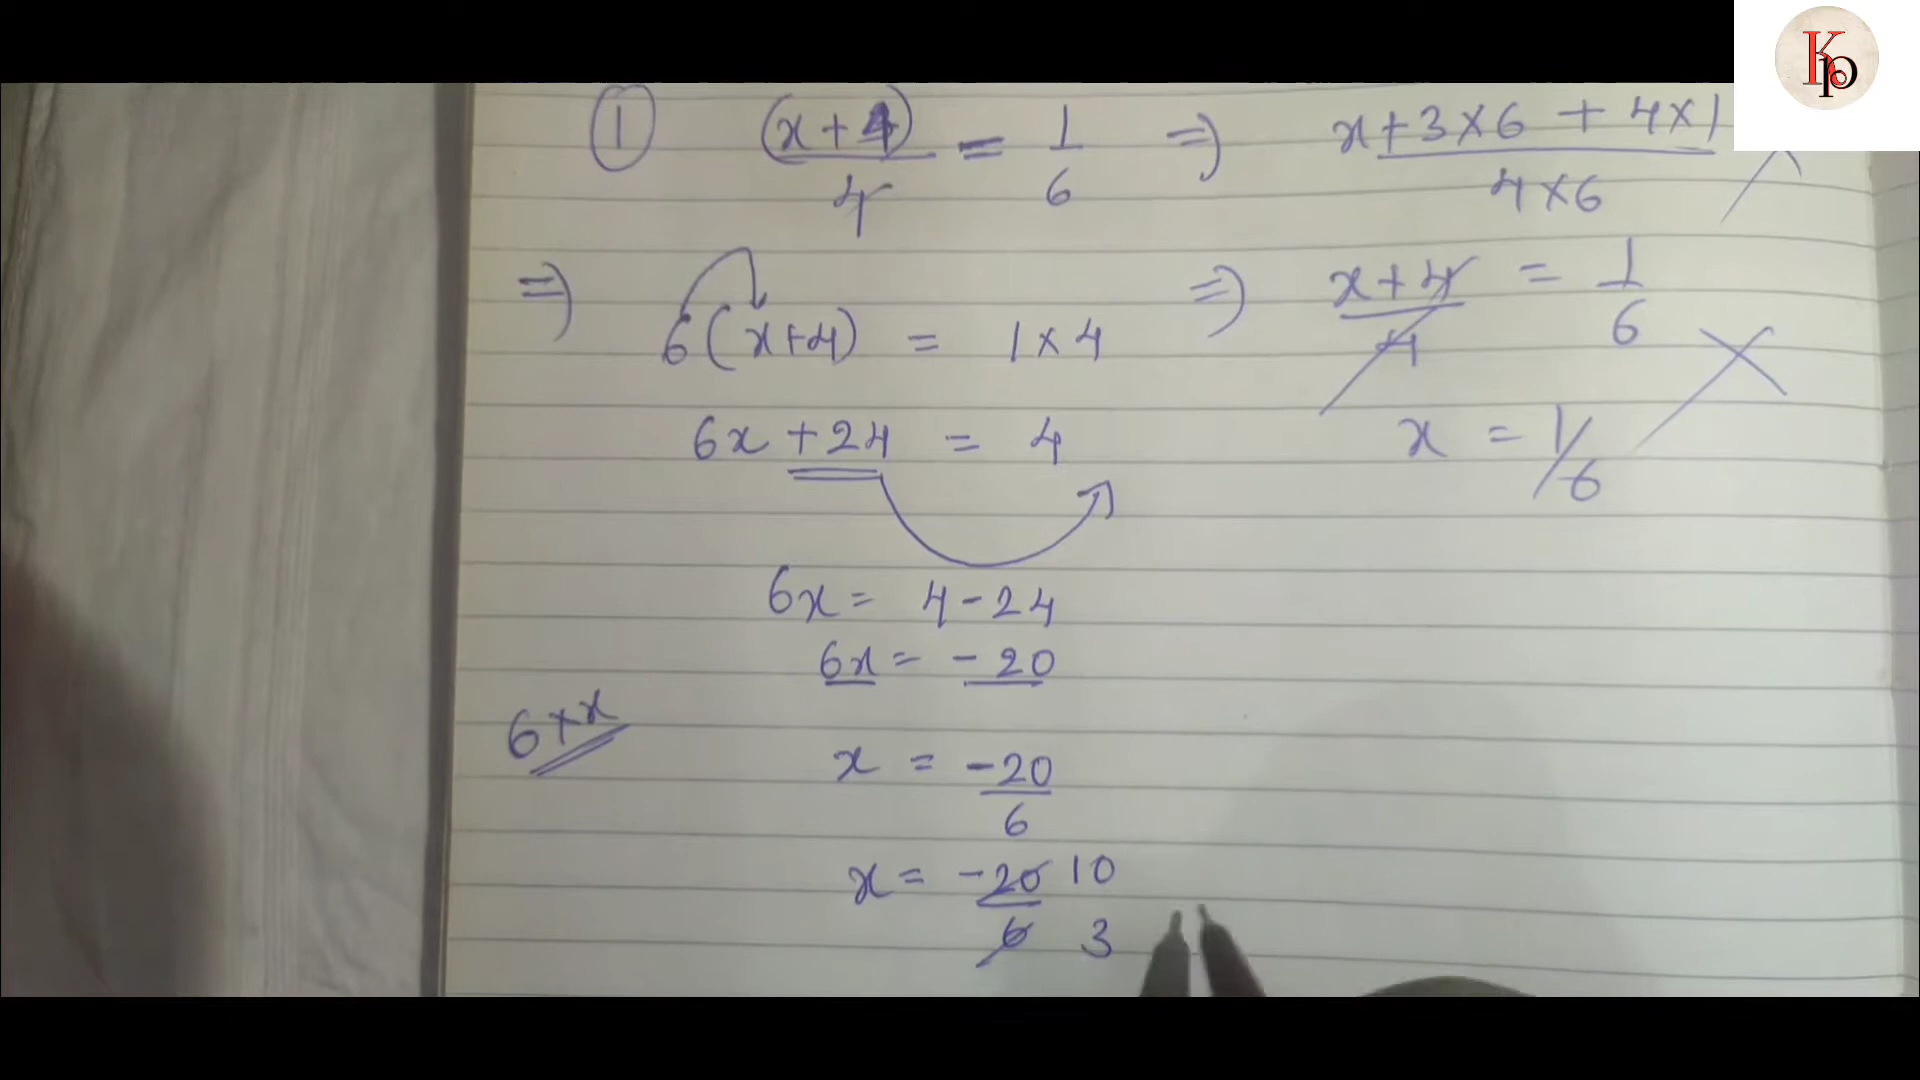 Kp
① (x+4)/4 = 1/6 ⇒ x+3×6 + 4×1 / 4×6
⇒ 6(x+4) = 1×4 ⇒ x+4/4 = 1/6
6x +24 = 4 x = 1/6
6x = 4-24
6x = -20
6×x
x = -20/6
x = -20/6 10/3